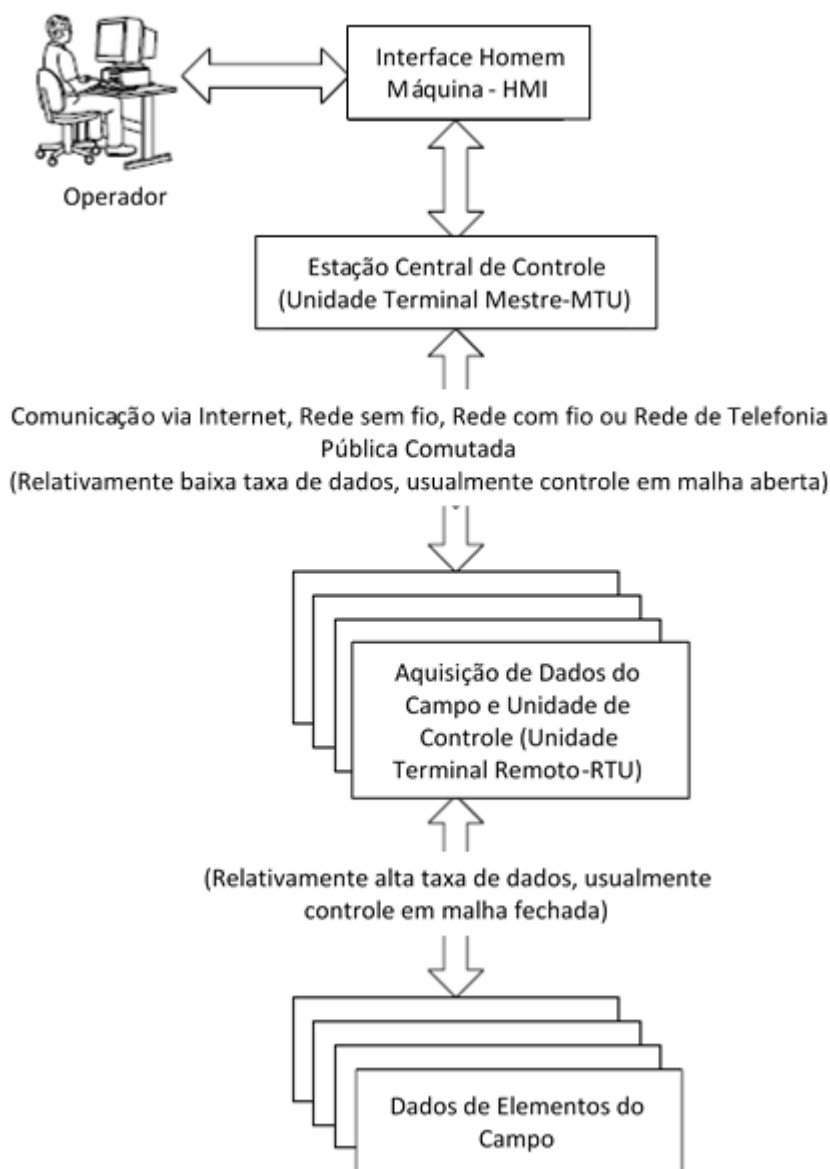 Interface Homem
Máquina - HMI
Operador
Estação Central de Controle
(Unidade Terminal Mestre-MTU)
Comunicação via Internet, Rede sem fio, Rede com fio ou Rede de Telefonia
Pública Comutada
(Relativamente baixa taxa de dados, usualmente controle em malha aberta)
Aquisição de Dados do
Campo e Unidade de
Controle (Unidade
Terminal Remoto-RTU)
(Relativamente alta taxa de dados, usualmente
controle em malha fechada)
Dados de Elementos do
Campo